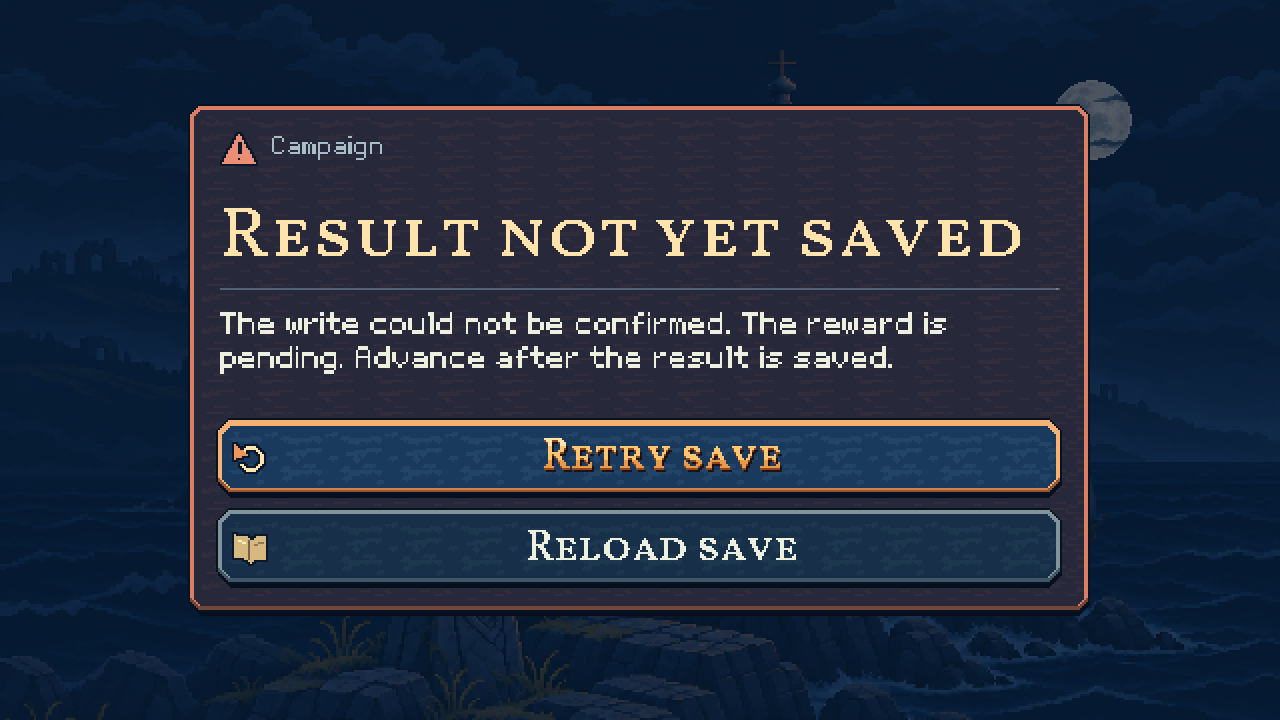 Campaign
Result not yet saved
The write could not be confirmed. The reward is
pending. Advance after the result is saved.
Retry save
Reload save